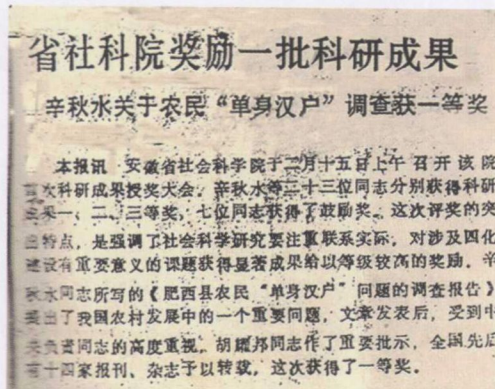 省社科院奖励一批科研成果
辛秋水关于农民“单身汉户”调查获一等奖
本报讯 安徽省社会科学院于二月十五日上午召开该院
首次科研成果授奖大会。辛秋水等二十三位同志分别获得科研
成果一、二、三等奖，七位同志获得了鼓励奖。这次评奖的突
出特点，是强调了社会科学研究要注重联系实际，对涉及四化
建设有重要意义的课题获得显著成果给以等级较高的奖励。辛
秋水同志所写的《肥西县农民“单身汉户”问题的调查报告》
提出了我国农村发展中的一个重要问题，文章发表后，受到中
央负责同志的高度重视。胡耀邦同志作了重要批示，全国先后
有十四家报刊、杂志予以转载，这次获得了一等奖。